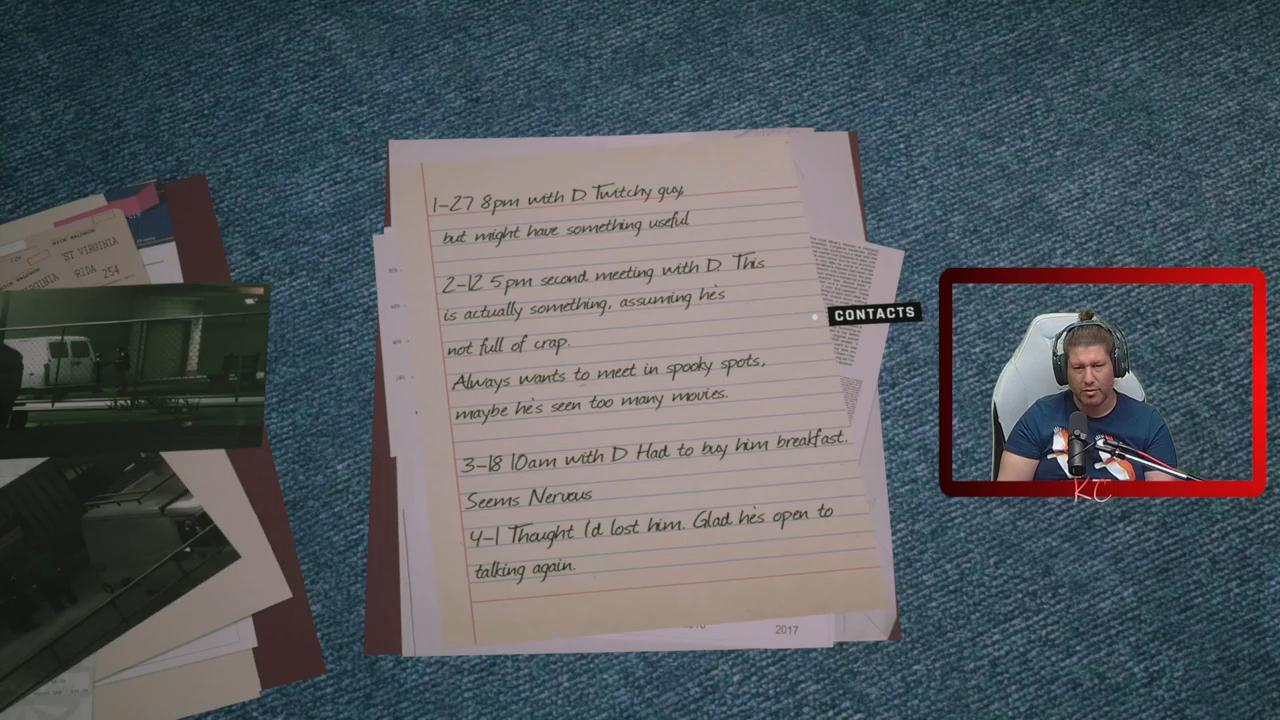 1-27 8pm with D. Twitchy guy,
but might have something useful
2-12 5pm second meeting with D. This
is actually something, assuming he's
not full of crap.
Always wants to meet in spooky spots,
maybe he's seen too many movies.
3-18 10am with D Had to buy him breakfast.
Seems Nervous
4-1 Thought I'd lost him. Glad he's open to
talking again.
CONTACTS
2017
ST VIRGINIA
RIDA 254
KC